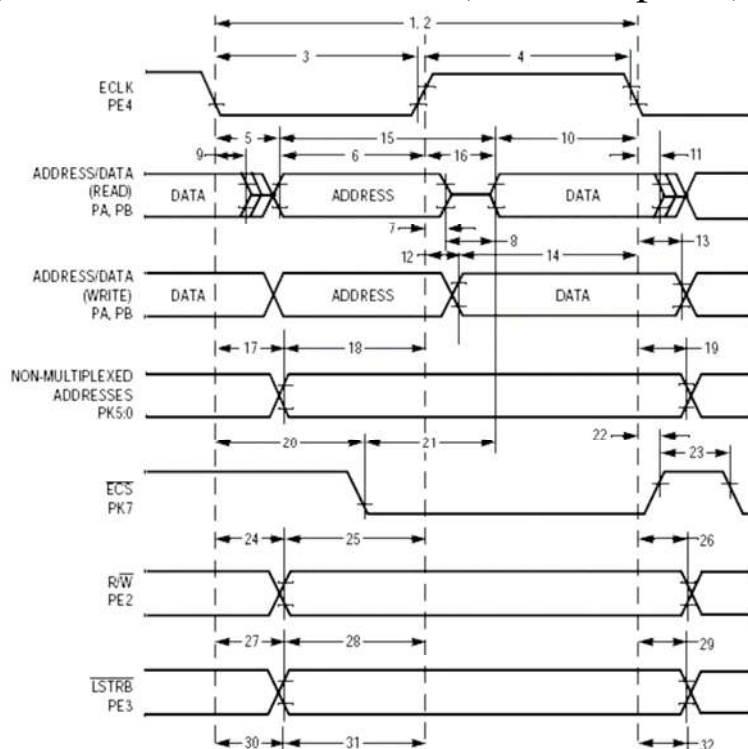 1, 2
3
4
ECLK
PE4
5
15
10
9
6
16
11
ADDRESS/DATA
(READ)
PA, PB
DATA
ADDRESS
DATA
7
8
12
14
13
ADDRESS/DATA
(WRITE)
PA, PB
DATA
ADDRESS
DATA
17
18
19
NON-MULTIPLEXED
ADDRESSES
PK5:0
20
21
22
23
ECS
PK7
24
25
26
R/W
PE2
27
28
29
LSTRB
PE3
30
31
32